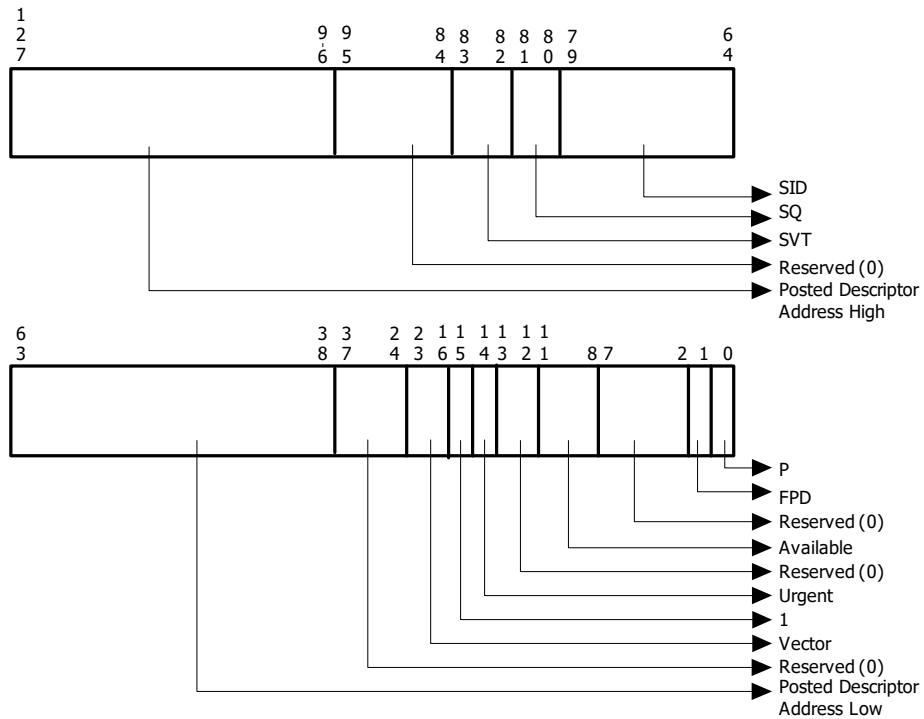 1 9 9 8 8 8 8 8 7 6
2 6 5 4 3 2 1 0 9 4
7
SID
SQ
SVT
Reserved (0)
Posted Descriptor
Address High
6 3 3 2 2 1 1 1 1 1 1
3 8 7 4 3 6 5 4 3 2 1 8 7 2 1 0
P
FPD
Reserved (0)
Available
Reserved (0)
Urgent
1
Vector
Reserved (0)
Posted Descriptor
Address Low